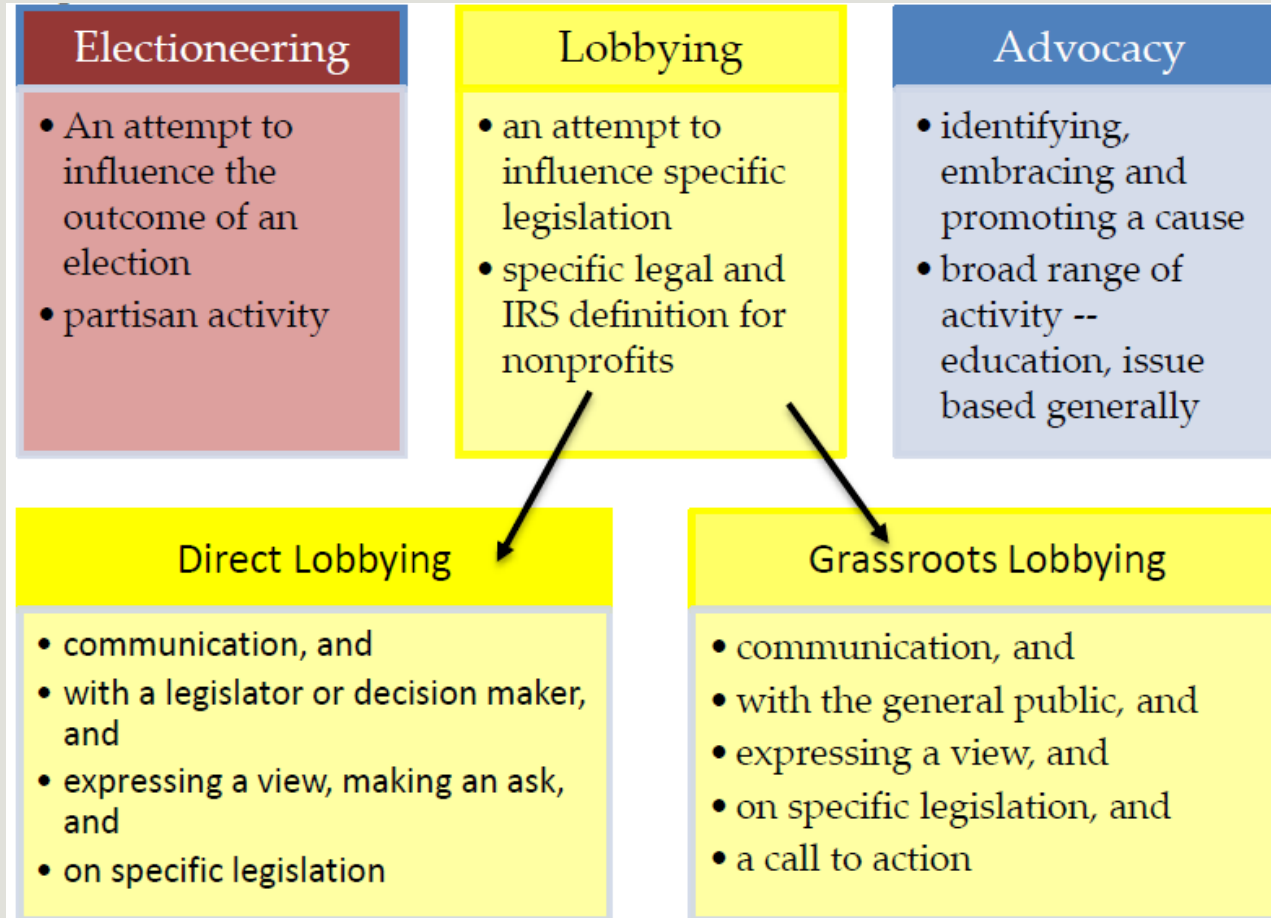 Electioneering
• An attempt to
influence the
outcome of an
election
• partisan activity
Lobbying
• an attempt to
influence specific
legislation
• specific legal and
IRS definition for
nonprofits
Advocacy
• identifying,
embracing and
promoting a cause
• broad range of
activity --
education, issue
based generally
Direct Lobbying
• communication, and
• with a legislator or decision maker,
and
• expressing a view, making an ask,
and
• on specific legislation
Grassroots Lobbying
• communication, and
• with the general public, and
• expressing a view, and
• on specific legislation, and
• a call to action